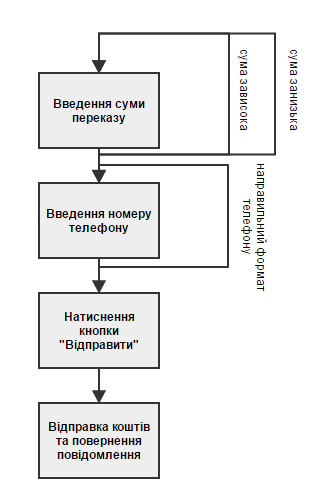 Введення суми
переказу
сума зависока
сума занизька
Введення номеру
телефону
направильний формат
телефону
Натиснення
кнопки
"Відправити"
Відправка коштів
та повернення
повідомлення